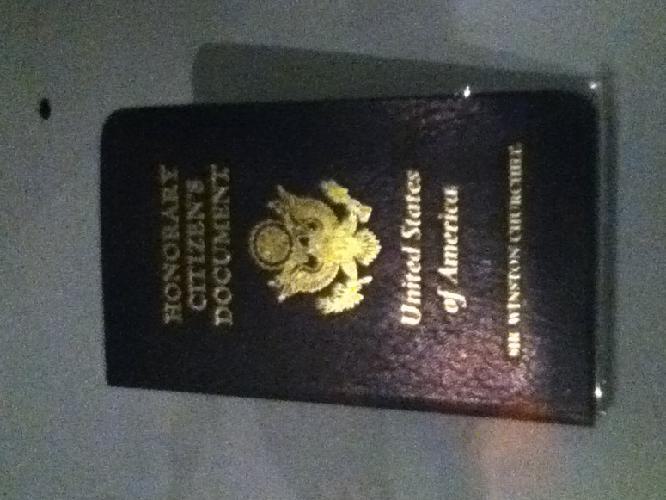 HONORARY
CITIZEN'S
DOCUMENT
United States
of America
SIR WINSTON CHURCHILL